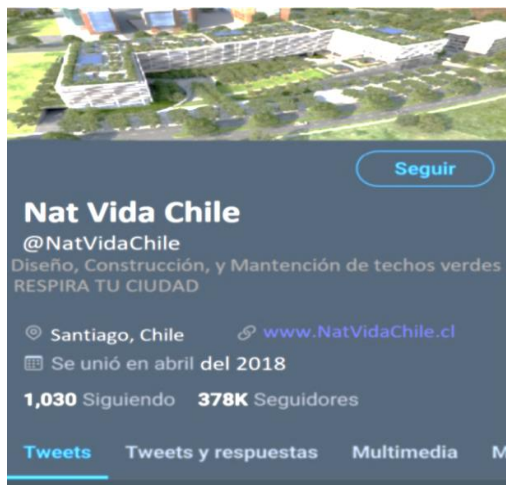 Seguir
Nat Vida Chile
@NatVidaChile
Diseño, Construcción, y Mantención de techos verdes
RESPIRA TU CIUDAD
Santiago, Chile www.NatVidaChile.cl
Se unió en abril del 2018
1,030 Siguiendo 378K Seguidores
Tweets Tweets y respuestas Multimedia M